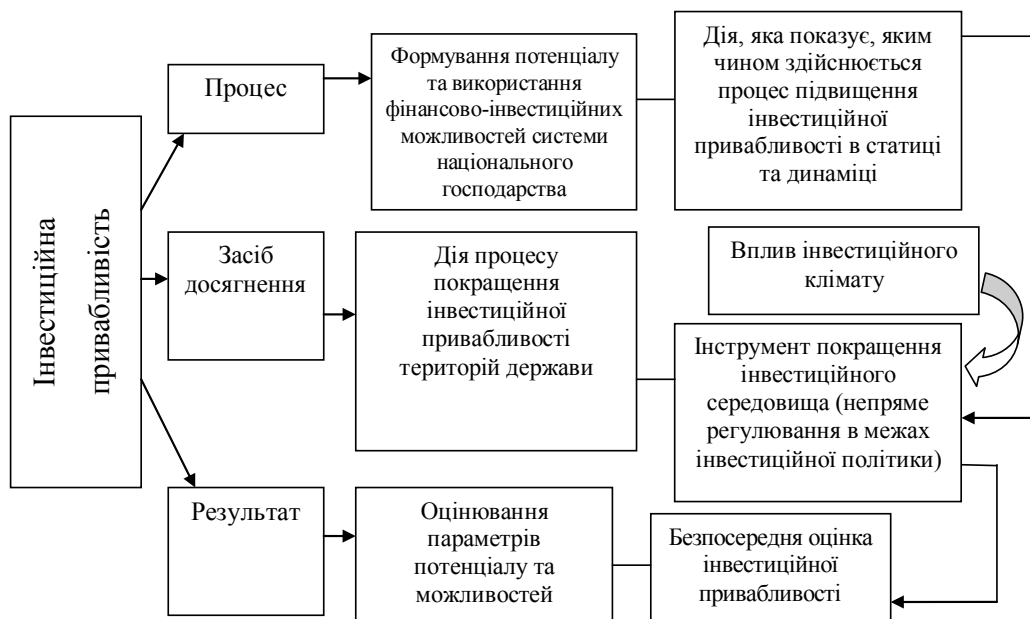 Інвестиційна
привабливість
Процес
Формування потенціалу
та використання
фінансово-інвестиційних
можливостей системи
національного
господарства
Дія, яка показує, яким
чином здійснюється
процес підвищення
інвестиційної
привабливості в статиці
та динаміці
Засіб
досягнення
Дія процесу
покращення
інвестиційної
привабливості
територій держави
Вплив інвестиційного
клімату
Інструмент покращення
інвестиційного
середовища (непряме
регулювання в межах
інвестиційної політики)
Результат
Оцінювання
параметрів
потенціалу та
можливостей
Безпосередня оцінка
інвестиційної
привабливості